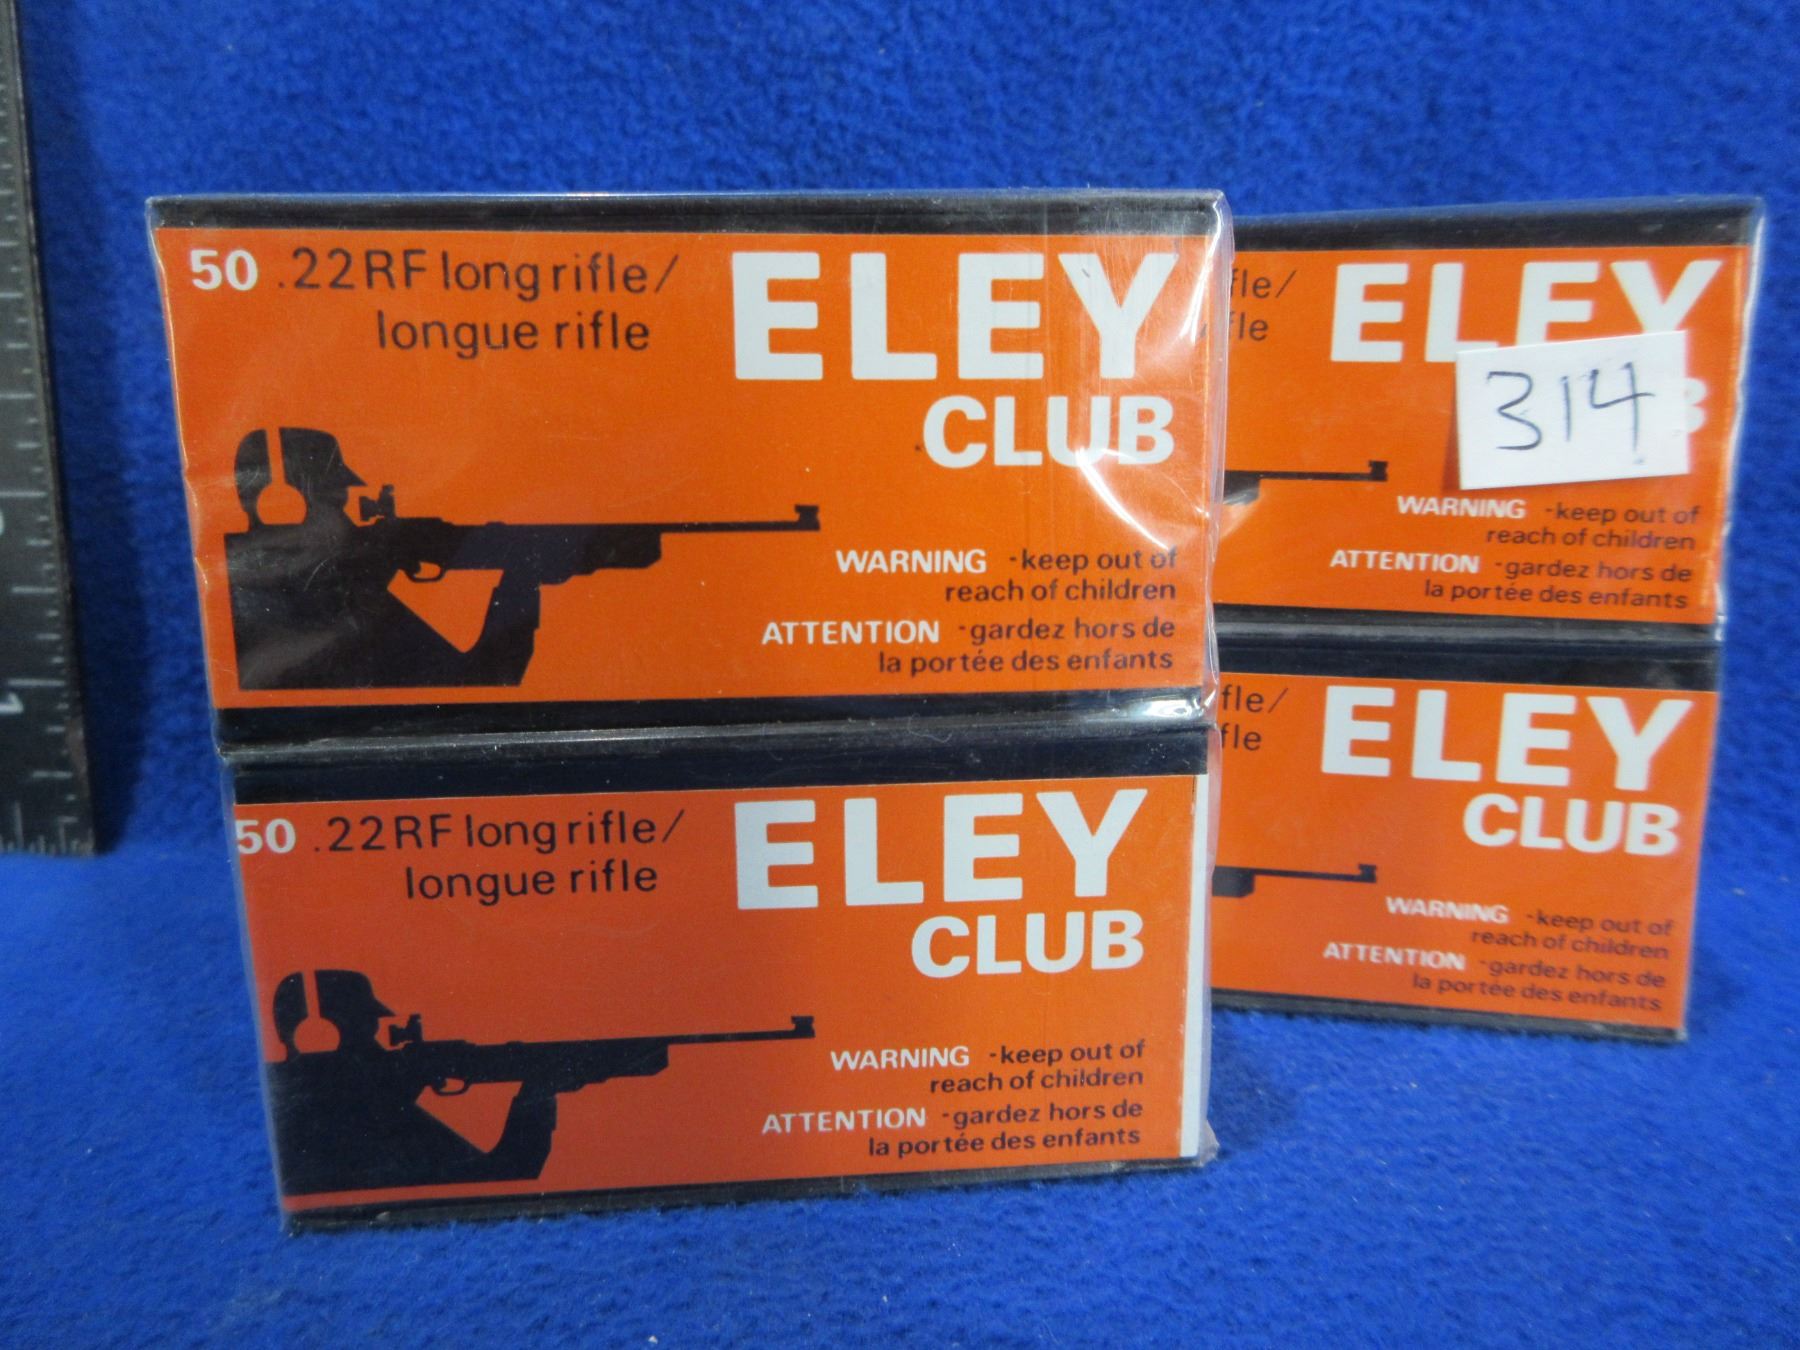 50 .22RF long rifle/
longue rifle
ELEY
CLUB
WARNING -keep out of
reach of children
ATTENTION -gardez hors de
la portée des enfants
50 .22RF long rifle/
longue rifle
ELEY
CLUB
WARNING -keep out of
reach of children
ATTENTION -gardez hors de
la portée des enfants
fle/
fle
ELEY
314
B
WARNING -keep out of
reach of children
ATTENTION -gardez hors de
la portée des enfants
fle/
fle
ELEY
CLUB
WARNING -keep out of
reach of children
ATTENTION -gardez hors de
la portée des enfants
1